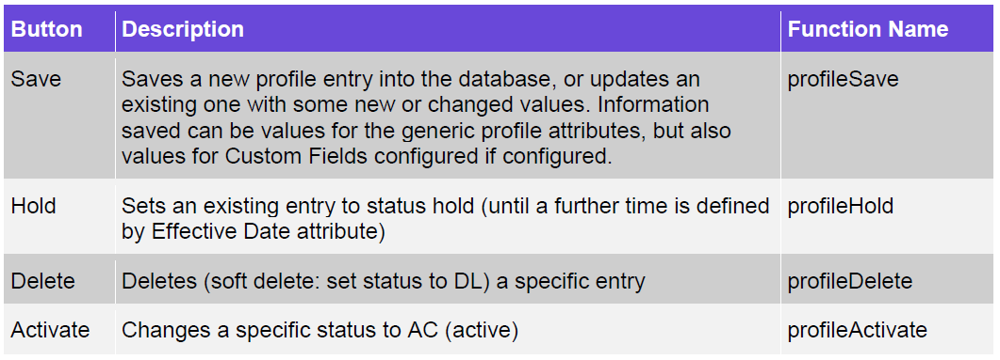 Button Description Function Name
Save Saves a new profile entry into the database, or updates an profileSave
existing one with some new or changed values. Information
saved can be values for the generic profile attributes, but also
values for Custom Fields configured if configured.
Hold Sets an existing entry to status hold (until a further time is defined profileHold
by Effective Date attribute)
Delete Deletes (soft delete: set status to DL) a specific entry profileDelete
Activate Changes a specific status to AC (active) profileActivate